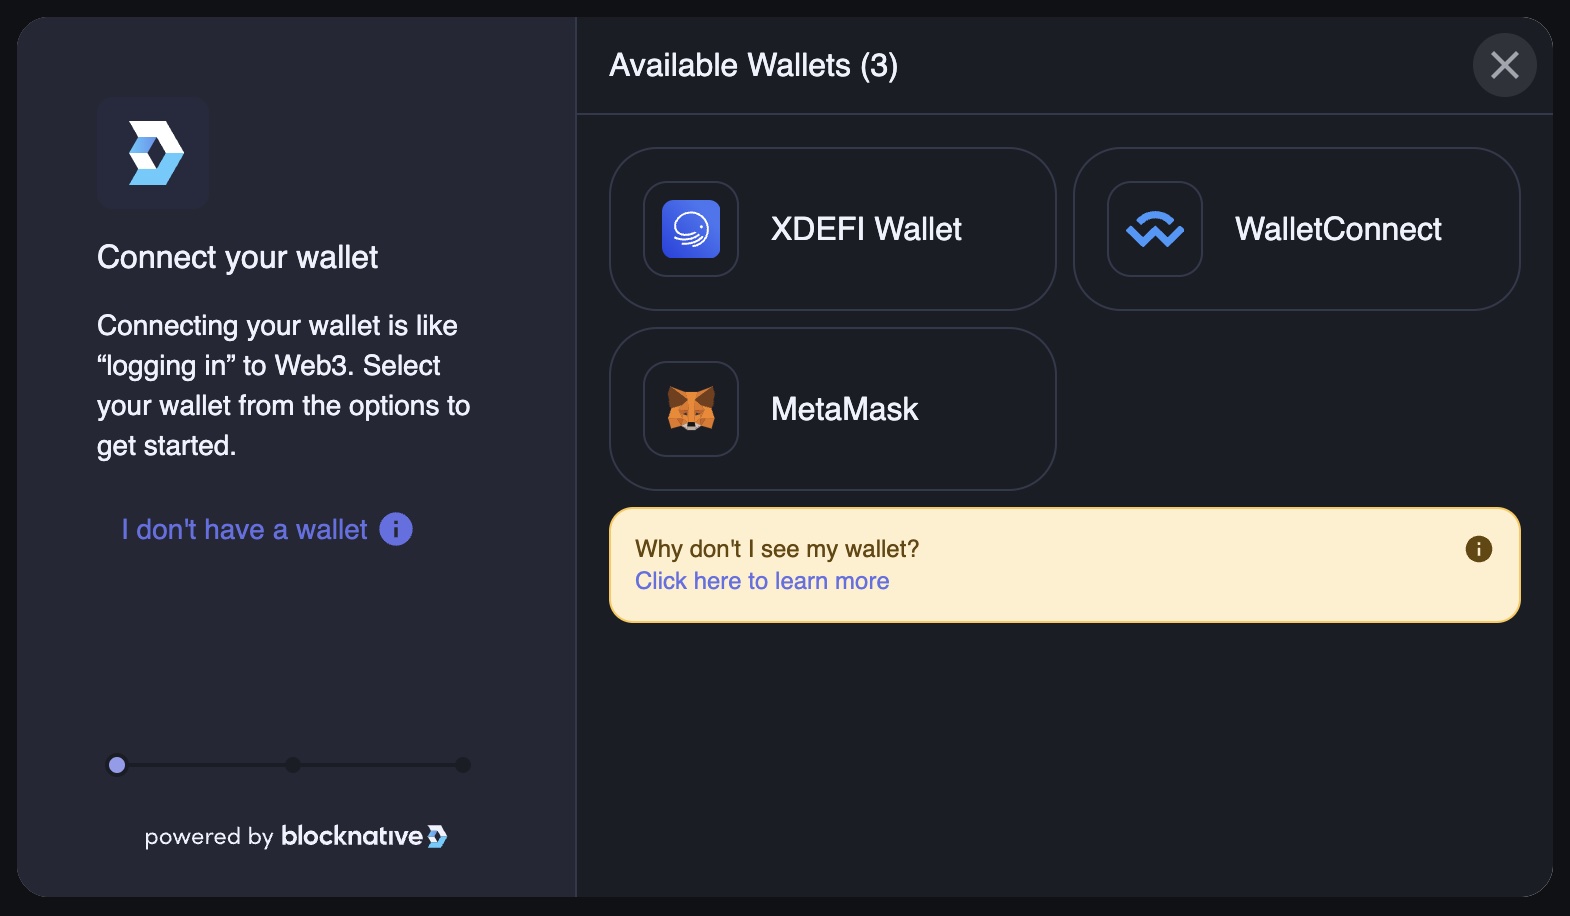 Connect your wallet
Connecting your wallet is like
“logging in” to Web3. Select
your wallet from the options to
get started.
I don't have a wallet
powered by blocknative
Available Wallets (3)
XDEFI Wallet
WalletConnect
MetaMask
Why don't I see my wallet?
Click here to learn more